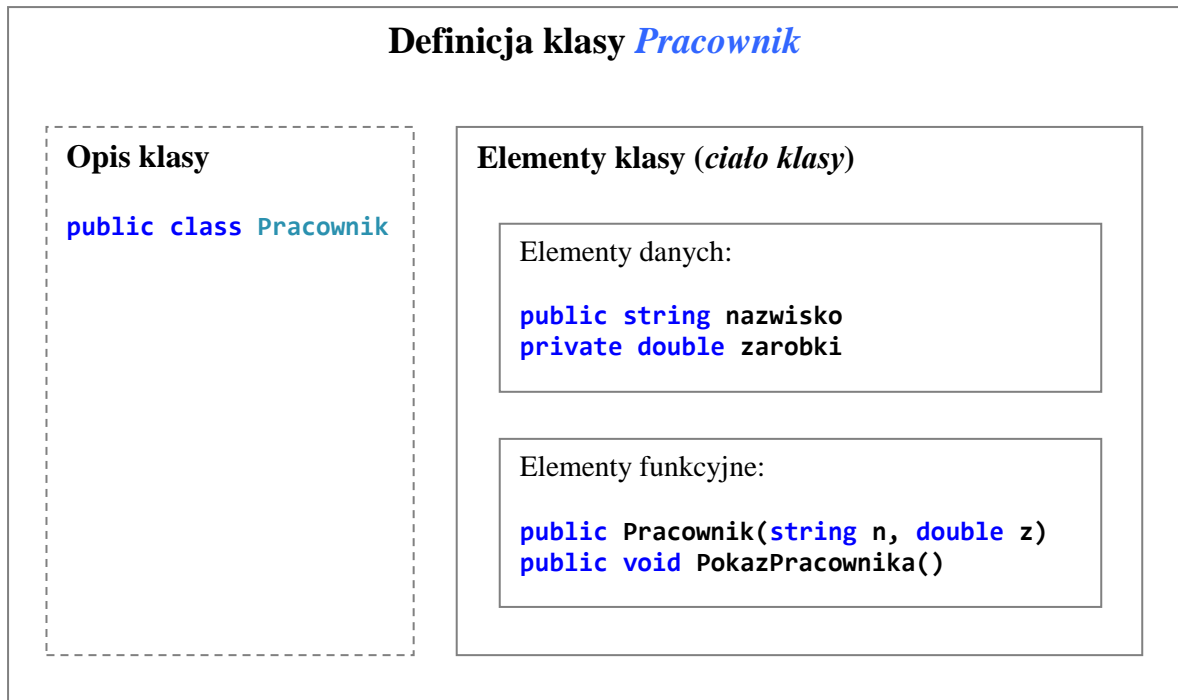 Definicja klasy Pracownik
Opis klasy
public class Pracownik
Elementy klasy (ciało klasy)
Elementy danych:
public string nazwisko
private double zarobki
Elementy funkcyjne:
public Pracownik(string n, double z)
public void PokazPracownika()